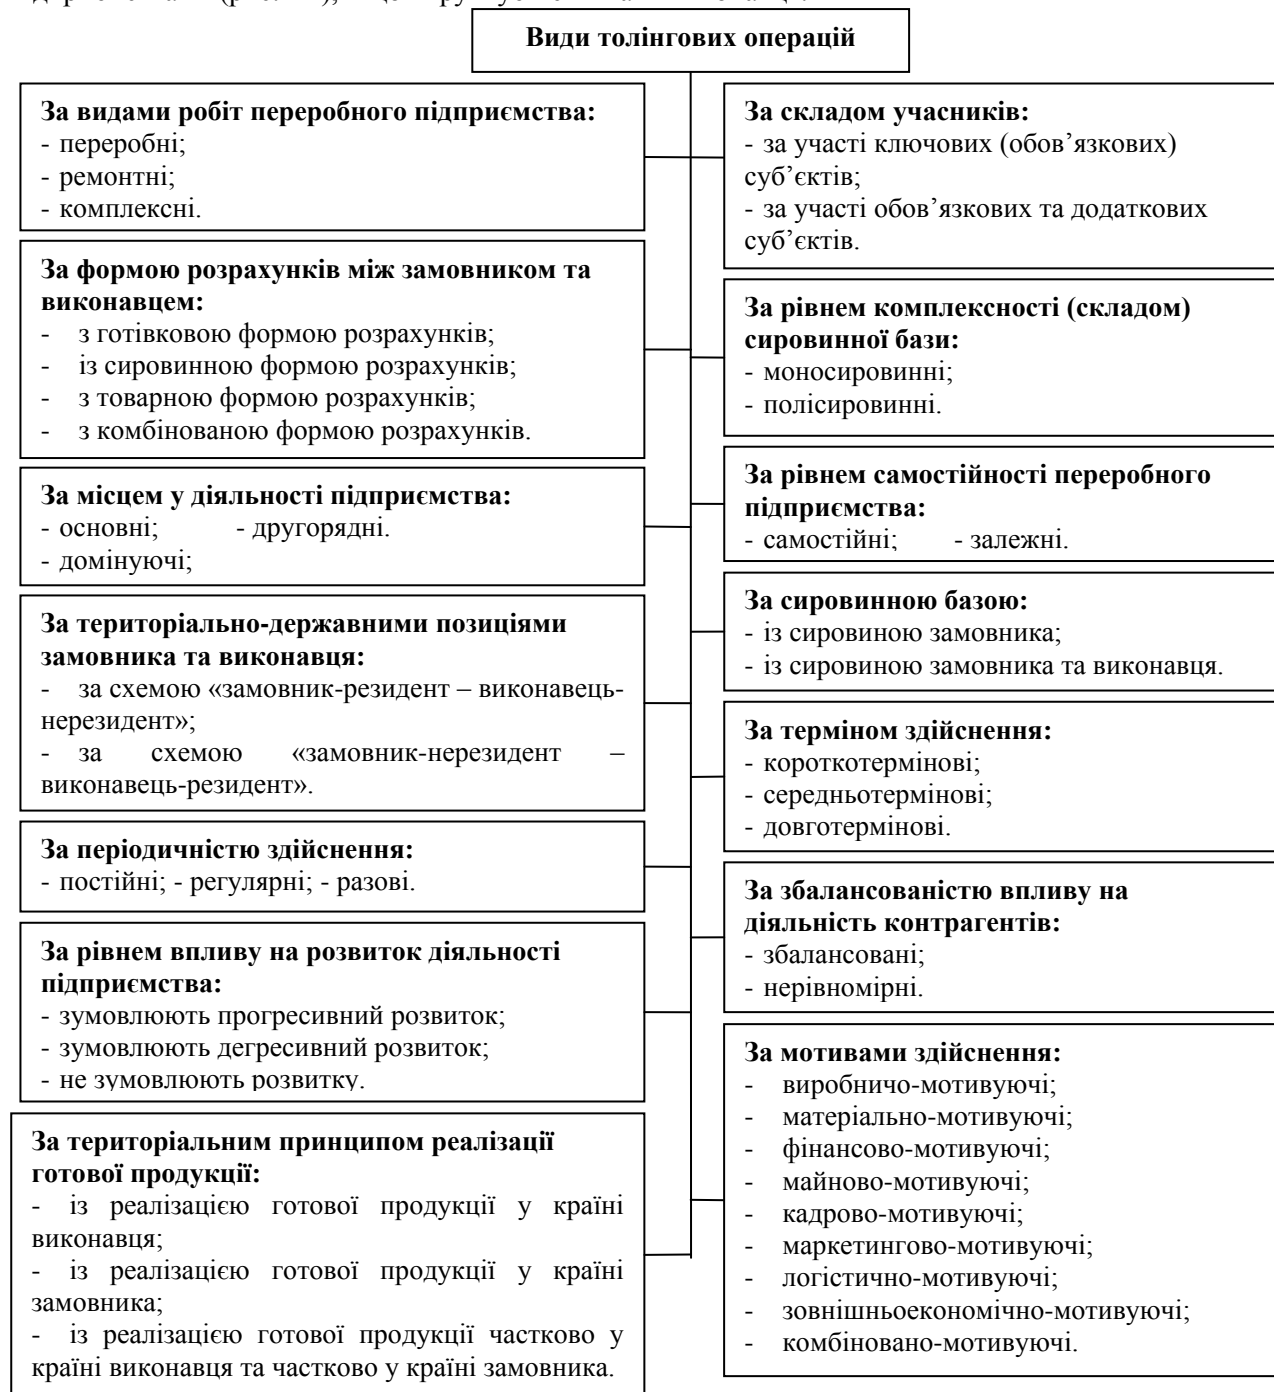 Види толінгових операцій
За видами робіт переробного підприємства:
- переробні;
- ремонтні;
- комплексні.
За формою розрахунків між замовником та
виконавцем:
- з готівковою формою розрахунків;
- із сировинною формою розрахунків;
- з товарною формою розрахунків;
- з комбінованою формою розрахунків.
За місцем у діяльності підприємства:
- основні; - другорядні.
- домінуючі;
За територіально-державними позиціями
замовника та виконавця:
- за схемою «замовник-резидент – виконавець-
нерезидент»;
- за схемою «замовник-нерезидент –
виконавець-резидент».
За періодичністю здійснення:
- постійні; - регулярні; - разові.
За рівнем впливу на розвиток діяльності
підприємства:
- зумовлюють прогресивний розвиток;
- зумовлюють дегресивний розвиток;
- не зумовлюють розвитку.
За територіальним принципом реалізації
готової продукції:
- із реалізацією готової продукції у країні
виконавця;
- із реалізацією готової продукції у країні
замовника;
- із реалізацією готової продукції частково у
країні виконавця та частково у країні замовника.
За складом учасників:
- за участі ключових (обов’язкових)
суб’єктів;
- за участі обов’язкових та додаткових
суб’єктів.
За рівнем комплексності (складом)
сировинної бази:
- моносировинні;
- полісировинні.
За рівнем самостійності переробного
підприємства:
- самостійні; - залежні.
За сировинною базою:
- із сировиною замовника;
- із сировиною замовника та виконавця.
За терміном здійснення:
- короткотермінові;
- середньотермінові;
- довготермінові.
За збалансованістю впливу на
діяльність контрагентів:
- збалансовані;
- нерівномірні.
За мотивами здійснення:
- виробничо-мотивуючі;
- матеріально-мотивуючі;
- фінансово-мотивуючі;
- майново-мотивуючі;
- кадрово-мотивуючі;
- маркетингово-мотивуючі;
- логістично-мотивуючі;
- зовнішньоекономічно-мотивуючі;
- комбіновано-мотивуючі.